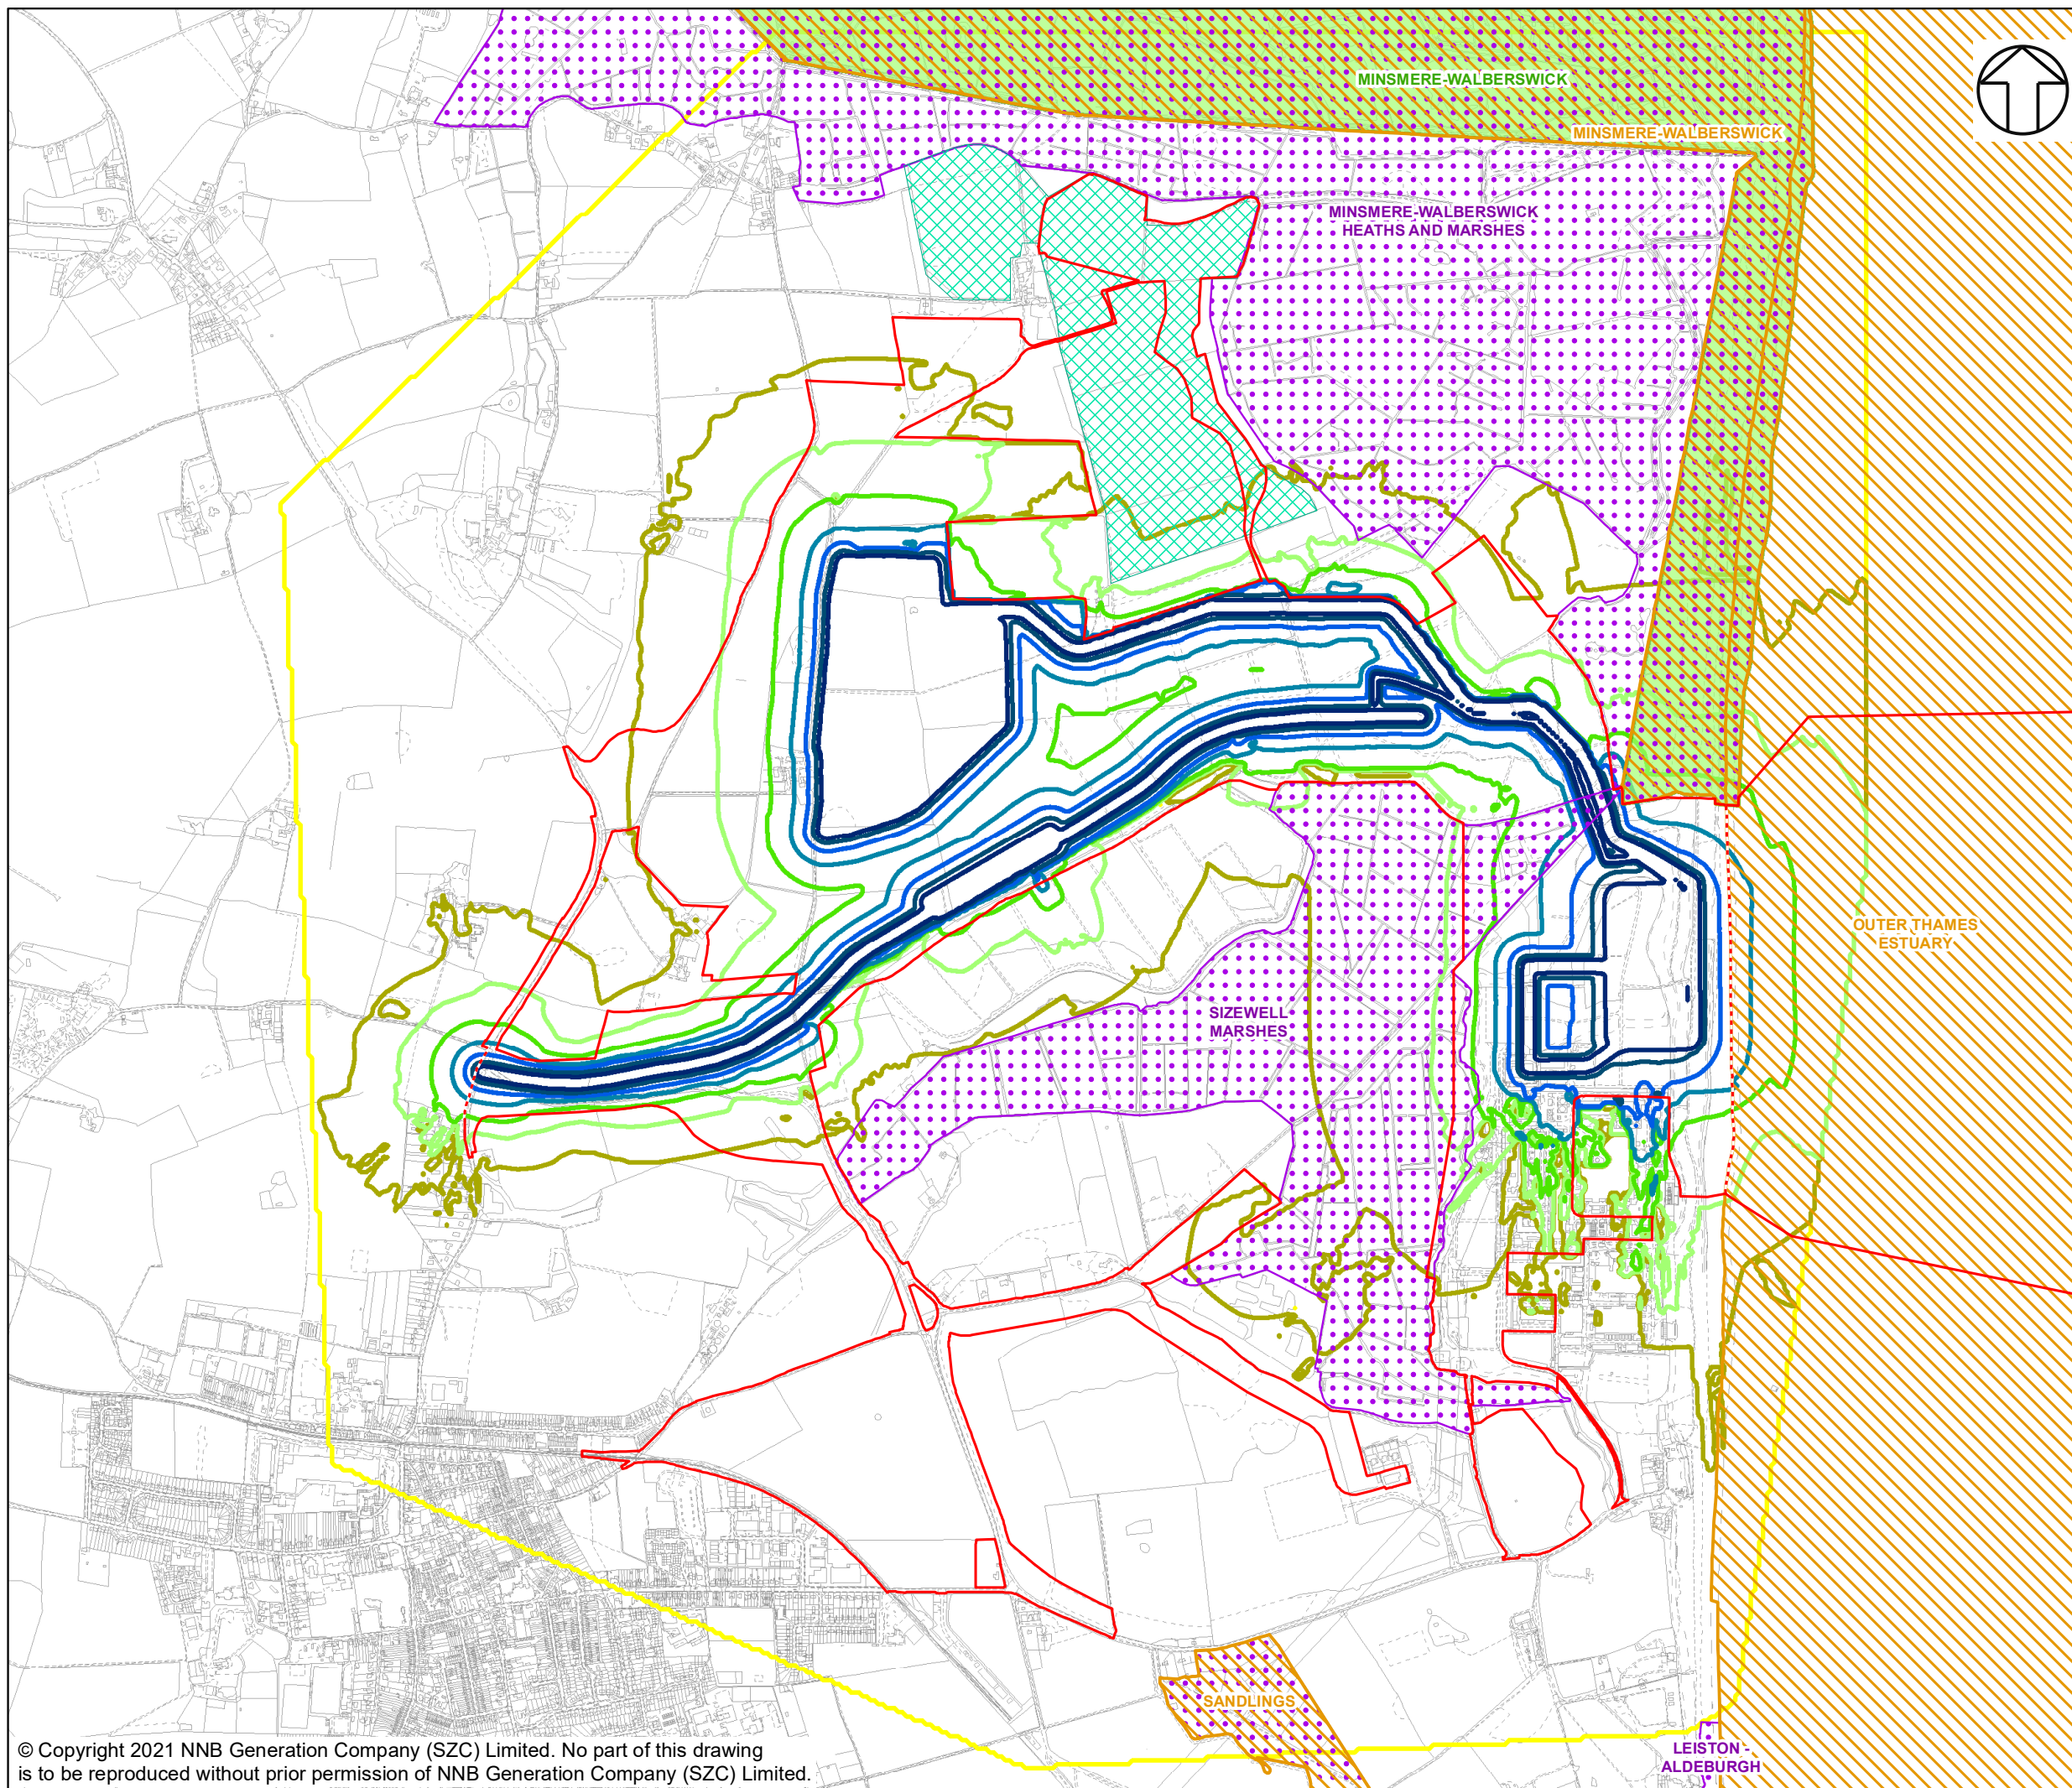 MINSMERE-WALBERSWICK
MINSMERE-WALBERSWICK
MINSMERE-WALBERSWICK
HEATHS AND MARSHES
OUTER THAMES
ESTUARY
SIZEWELL
MARSHES
SANDLINGS
LEISTON -
ALDEBURGH
© Copyright 2021 NNB Generation Company (SZC) Limited. No part of this drawing
is to be reproduced without prior permission of NNB Generation Company (SZC) Limited.